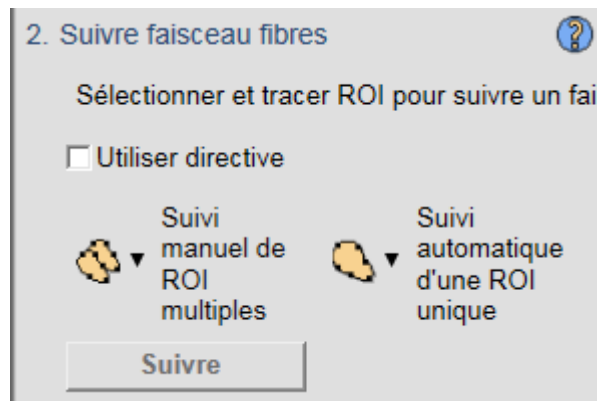 2. Suivre faisceau fibres
Sélectionner et tracer ROI pour suivre un fai
Utiliser directive
Suivi
manuel de
ROI
multiples
Suivi
automatique
d'une ROI
unique
Suivre